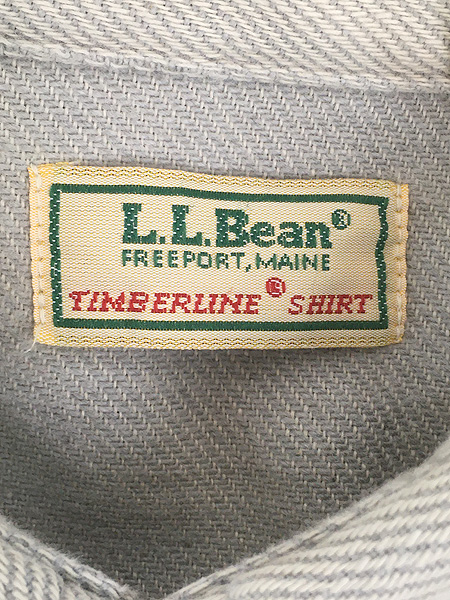 L.L.Bean®
FREEPORT, MAINE
TIMBERLINE® SHIRT